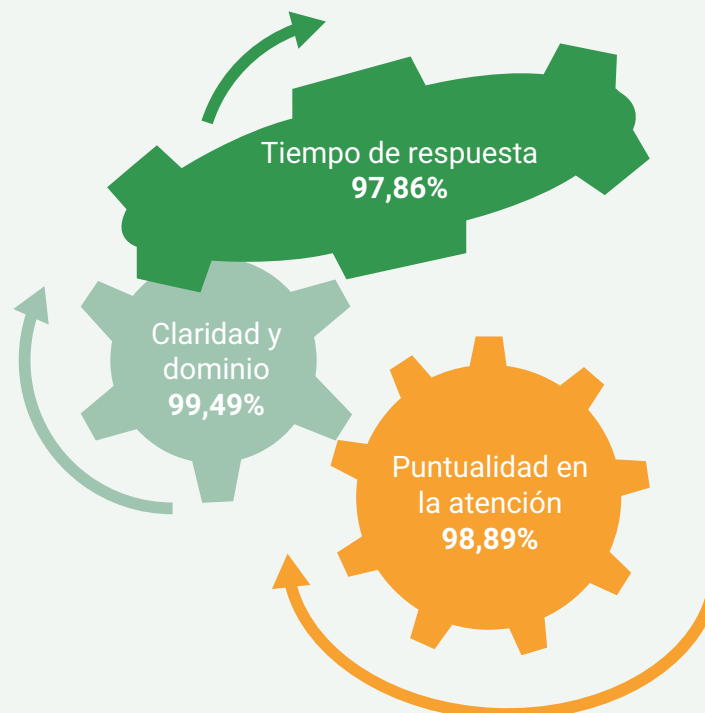 Tiempo de respuesta
97,86%
Claridad y
dominio
99,49%
Puntualidad en
la atención
98,89%